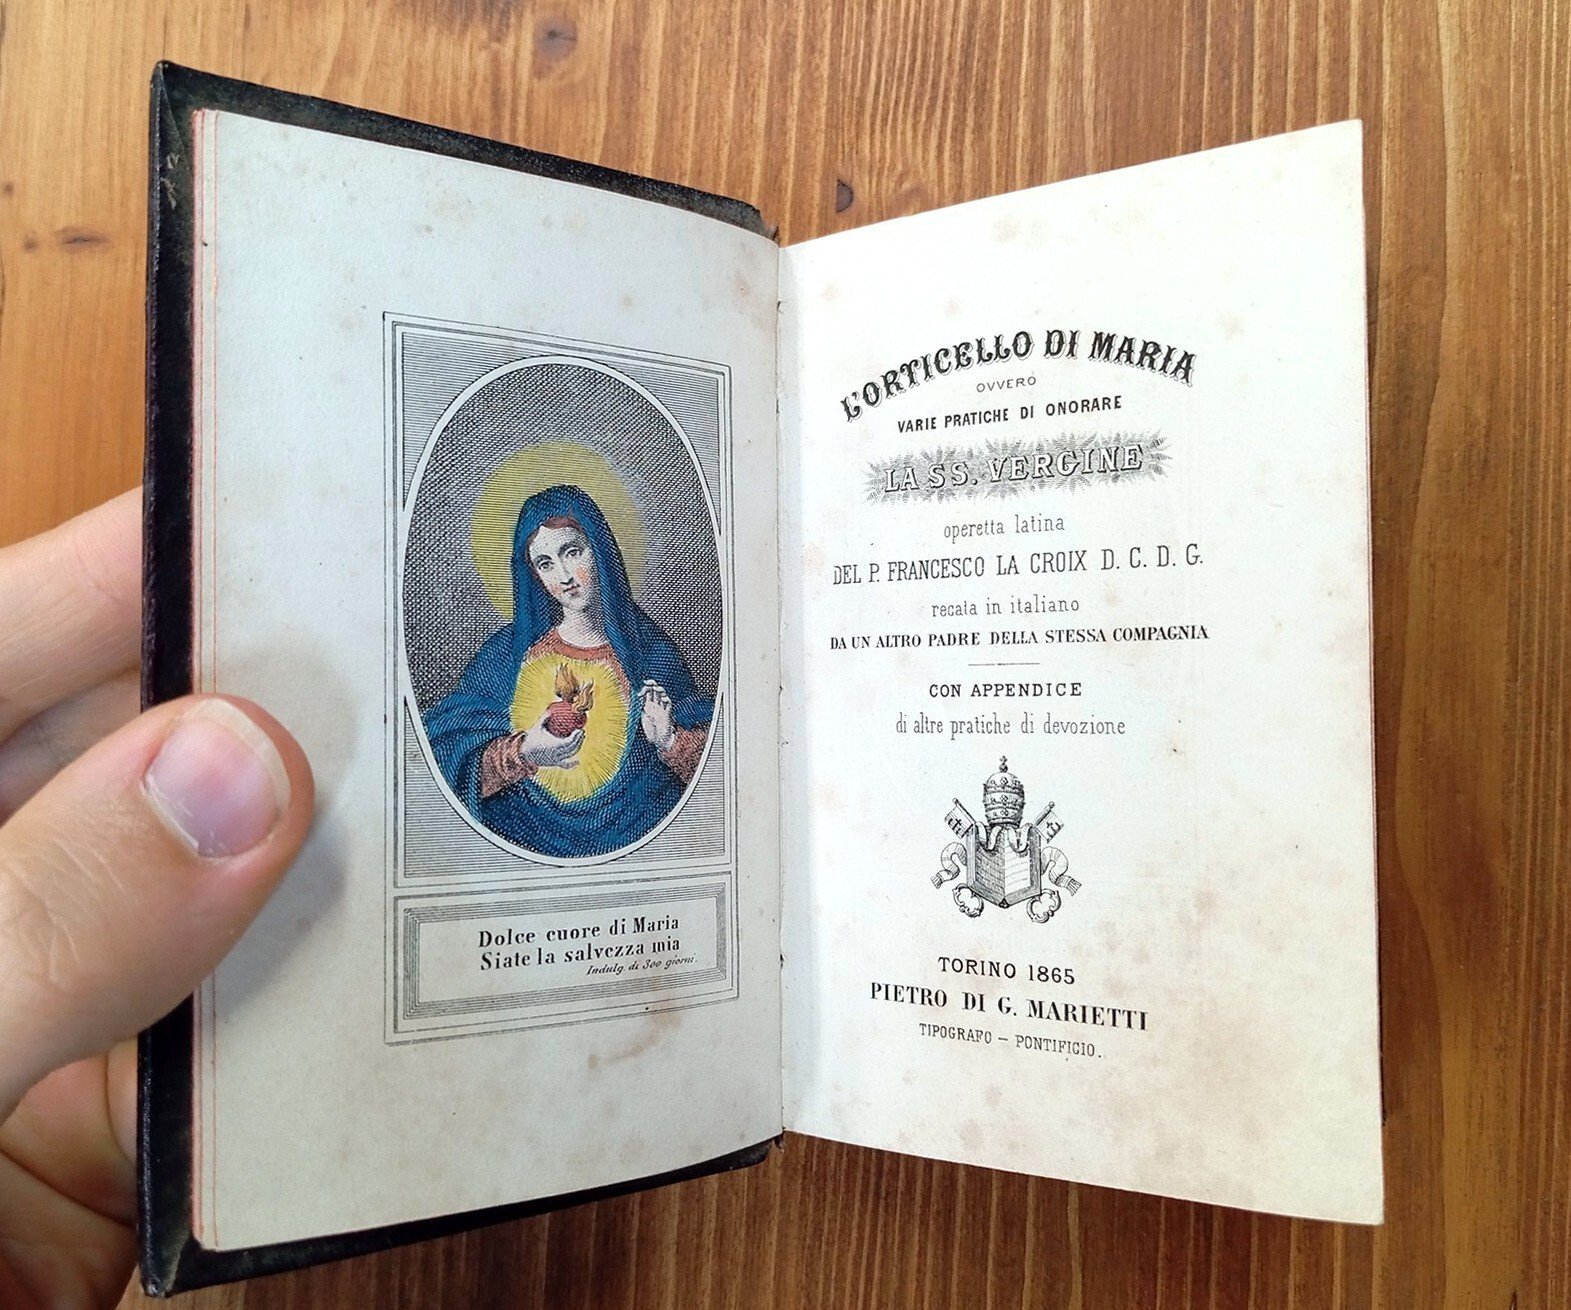 Dolce cuore di Maria
Siate la salvezza mia
Indulg. di 300 giorni.
L'ORTICELLO DI MARIA
OVVERO
VARIE PRATICHE DI ONORARE
LA SS. VERGINE
operetta latina
DEL P. FRANCESCO LA CROIX D. C. D. G.
recata in italiano
DA UN ALTRO PADRE DELLA STESSA COMPAGNIA
CON APPENDICE
di altre pratiche di devozione
TORINO 1865
PIETRO DI G. MARIETTI
TIPOGRAFO – PONTIFICIO.